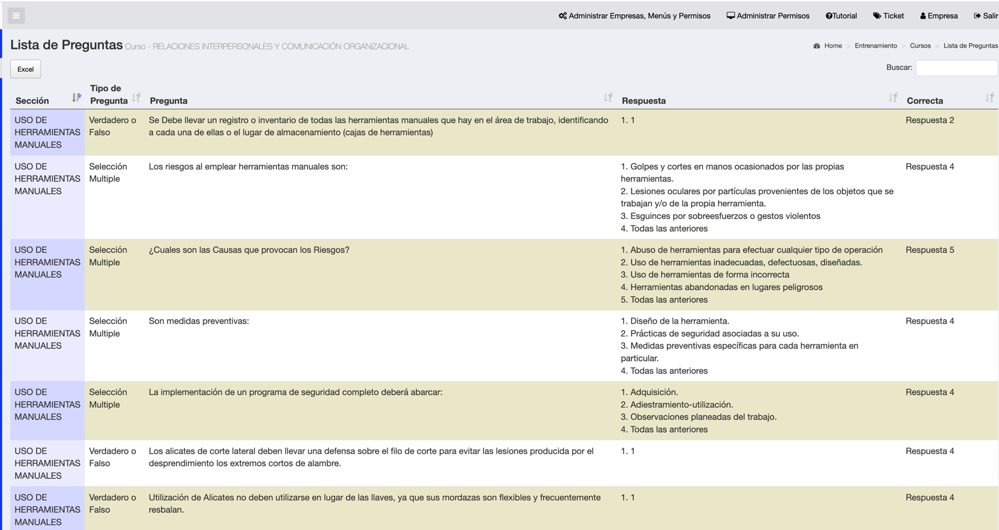 Administrar Empresas, Menús y Permisos Administrar Permisos Tutorial Ticket Empresa Salir
Lista de Preguntas Curso - RELACIONES INTERPERSONALES Y COMUNICACIÓN ORGANIZACIONAL
Home > Entrenamiento > Cursos > Lista de Preguntas
Excel
Buscar:
Sección
Tipo de
Pregunta
Pregunta
Respuesta
Correcta
USO DE
HERRAMIENTAS
MANUALES
Verdadero o
Falso
Se Debe llevar un registro o inventario de todas las herramientas manuales que hay en el área de trabajo, identificando
a cada una de ellas o el lugar de almacenamiento (cajas de herramientas)
1. 1
Respuesta 2
USO DE
HERRAMIENTAS
MANUALES
Selección
Multiple
Los riesgos al emplear herramientas manuales son:
1. Golpes y cortes en manos ocasionados por las propias
herramientas.
2. Lesiones oculares por partículas provenientes de los objetos que se
trabajan y/o de la propia herramienta.
3. Esguinces por sobreesfuerzos o gestos violentos
4. Todas las anteriores
Respuesta 4
USO DE
HERRAMIENTAS
MANUALES
Selección
Multiple
¿Cuales son las Causas que provocan los Riesgos?
1. Abuso de herramientas para efectuar cualquier tipo de operación
2. Uso de herramientas inadecuadas, defectuosas, diseñadas.
3. Uso de herramientas de forma incorrecta
4. Herramientas abandonadas en lugares peligrosos
5. Todas las anteriores
Respuesta 5
USO DE
HERRAMIENTAS
MANUALES
Selección
Multiple
Son medidas preventivas:
1. Diseño de la herramienta.
2. Prácticas de seguridad asociadas a su uso.
3. Medidas preventivas específicas para cada herramienta en
particular.
4. Todas las anteriores
Respuesta 4
USO DE
HERRAMIENTAS
MANUALES
Selección
Multiple
La implementación de un programa de seguridad completo deberá abarcar:
1. Adquisición.
2. Adiestramiento-utilización.
3. Observaciones planeadas del trabajo.
4. Todas las anteriores
Respuesta 4
USO DE
HERRAMIENTAS
MANUALES
Verdadero o
Falso
Los alicates de corte lateral deben llevar una defensa sobre el filo de corte para evitar las lesiones producida por el
desprendimiento los extremos cortos de alambre.
1. 1
Respuesta 4
USO DE
HERRAMIENTAS
MANUALES
Verdadero o
Falso
Utilización de Alicates no deben utilizarse en lugar de las llaves, ya que sus mordazas son flexibles y frecuentemente
resbalan.
1. 1
Respuesta 4